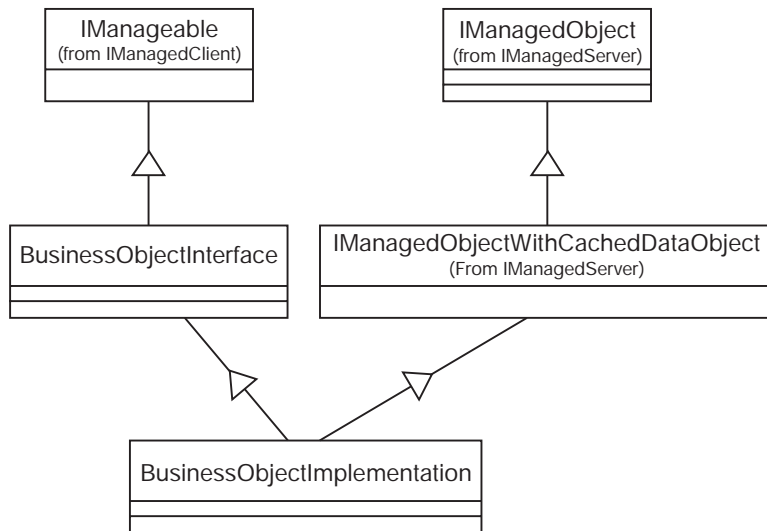 IManageable
(from IManagedClient)
IManagedObject
(from IManagedServer)
BusinessObjectInterface
IManagedObjectWithCachedDataObject
(From IManagedServer)
BusinessObjectImplementation